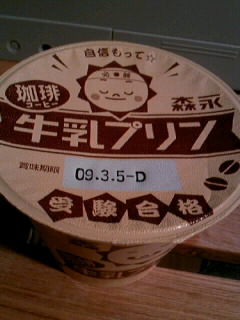 自信もって☆
珈琲
コーヒー
森永
牛乳プリン
賞味期限
09.3.5-D
受験合格